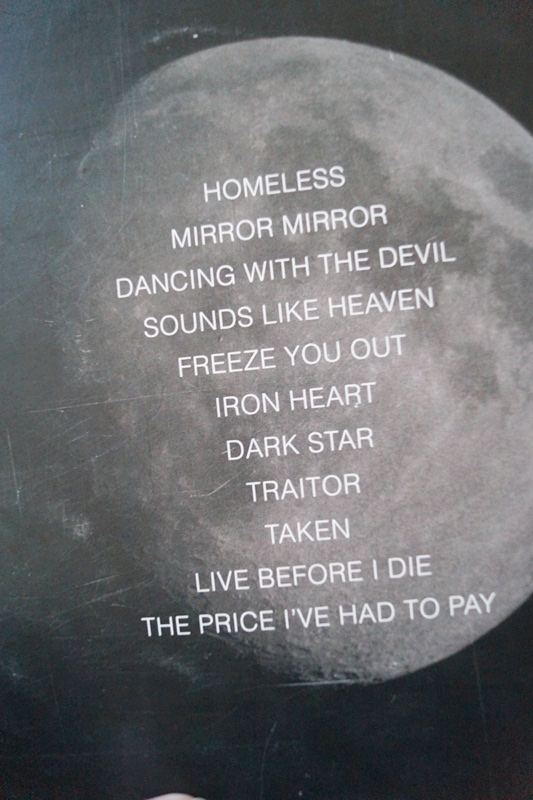 HOMELESS
MIRROR MIRROR
DANCING WITH THE DEVIL
SOUNDS LIKE HEAVEN
FREEZE YOU OUT
IRON HEART
DARK STAR
TRAITOR
TAKEN
LIVE BEFORE I DIE
THE PRICE I'VE HAD TO PAY